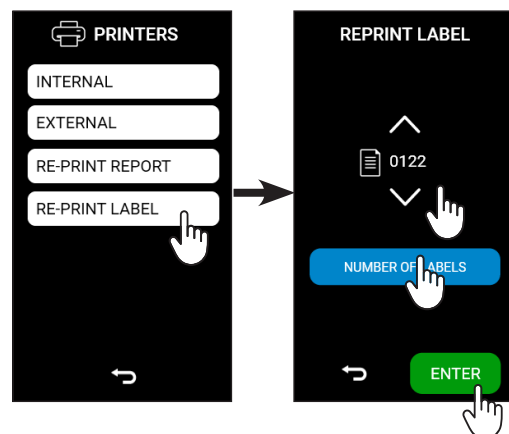 PRINTERS
INTERNAL
EXTERNAL
RE-PRINT REPORT
RE-PRINT LABEL
REPRINT LABEL
0122
NUMBER OF LABELS
ENTER